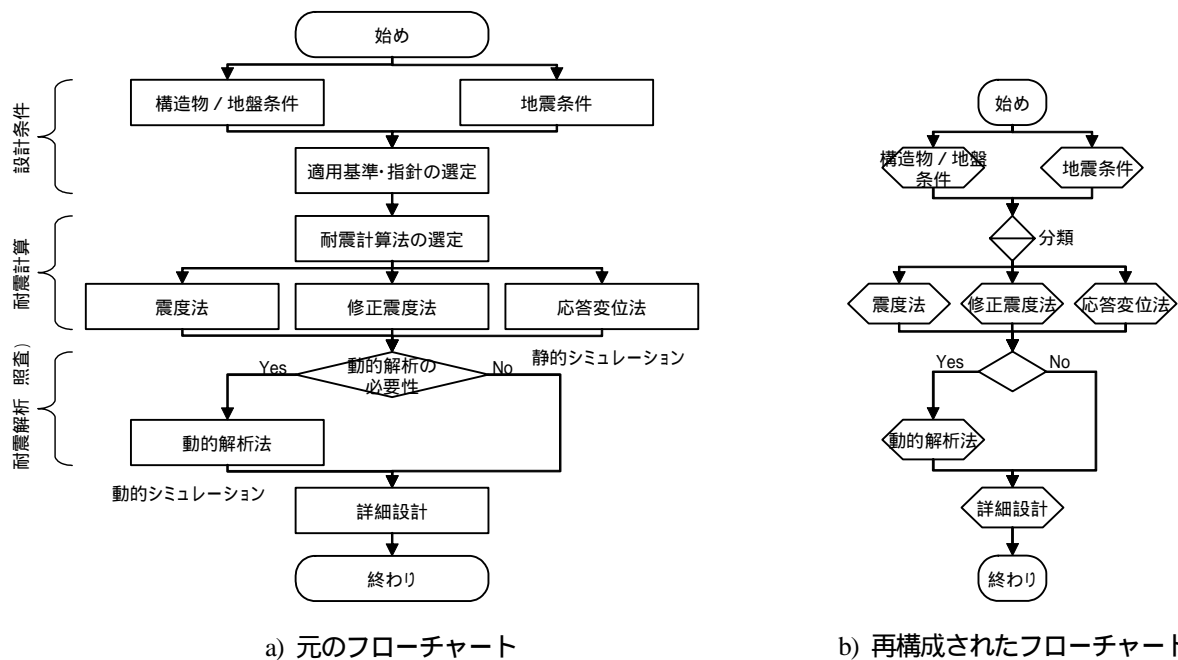 始め
構造物 / 地盤条件
地震条件
適用基準・指針の選定
設計条件
耐震計算法の選定
震度法
修正震度法
応答変位法
耐震計算
静的シミュレーション
動的解析の
必要性
Yes
No
動的解析法
耐震解析 照査）
動的シミュレーション
詳細設計
終わり
a) 元のフローチャート
始め
構造物 / 地盤
条件
地震条件
分類
震度法
修正震度法
応答変位法
Yes
No
動的解析法
詳細設計
終わり
b) 再構成されたフローチャート